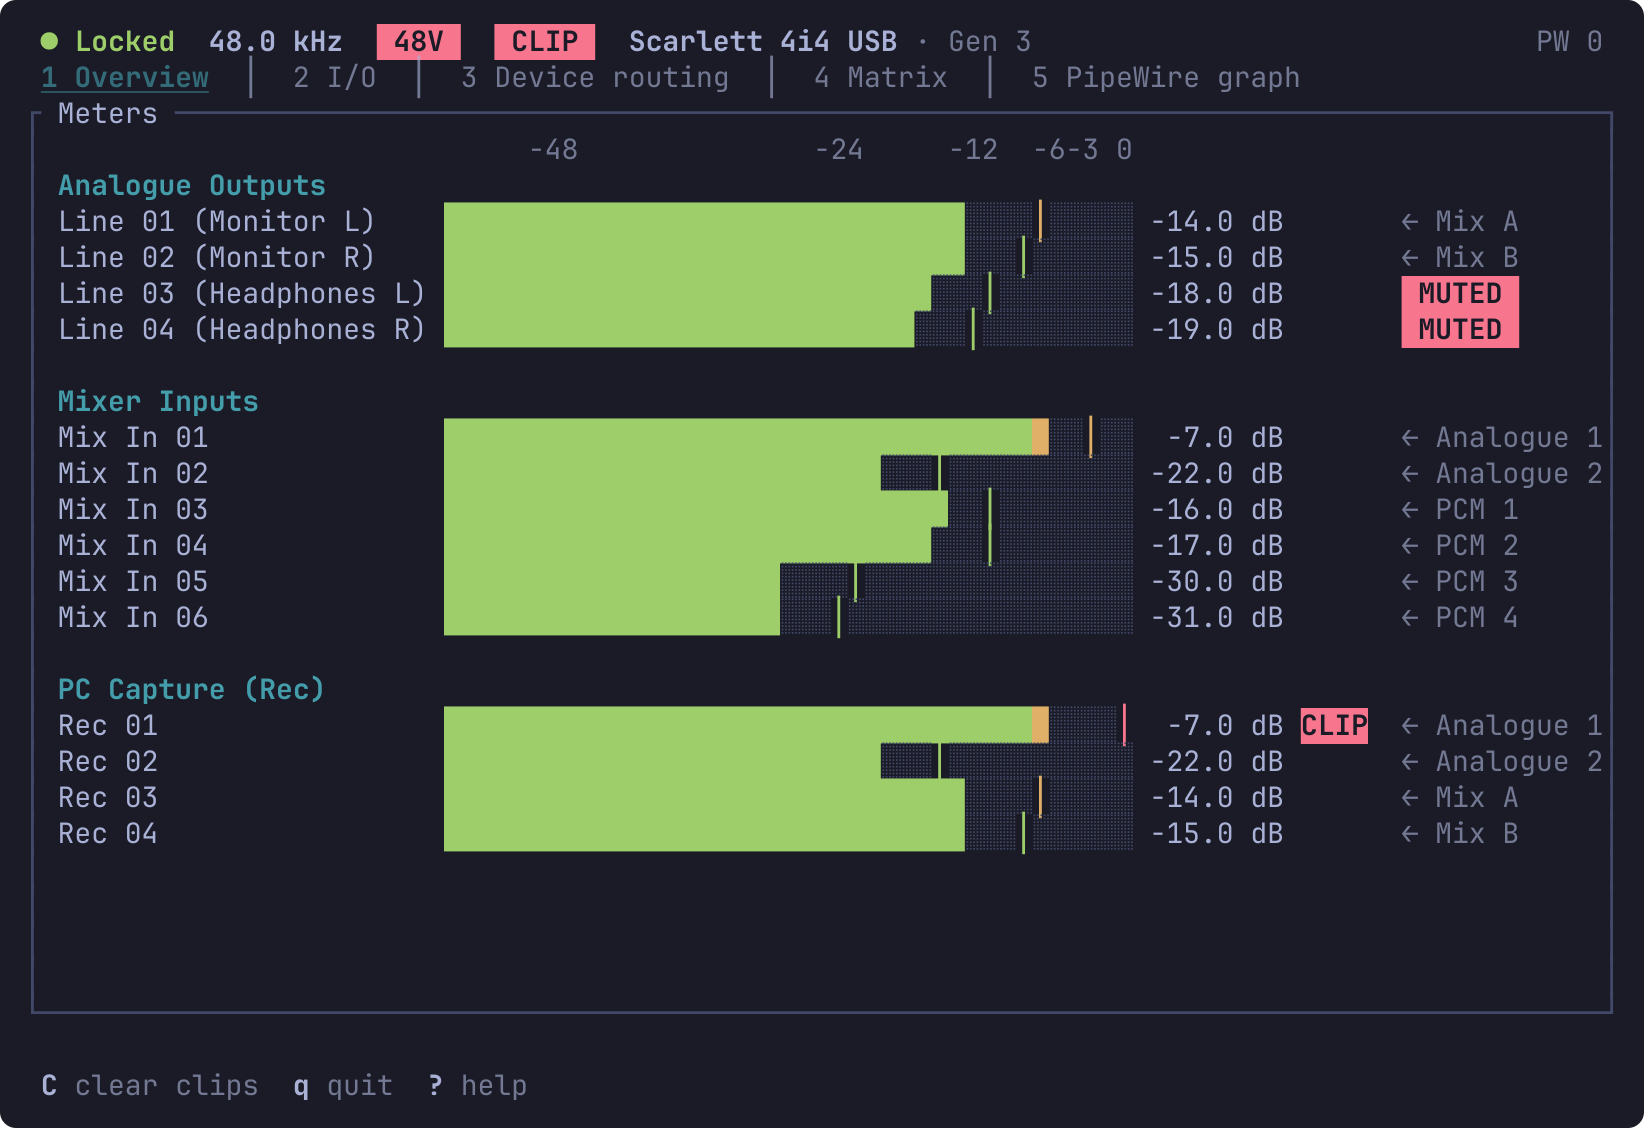 ● Locked  48.0 kHz  48V  CLIP  Scarlett 4i4 USB · Gen 3  PW 0
1 Overview │ 2 I/O │ 3 Device routing │ 4 Matrix │ 5 PipeWire graph
Meters
-48 -24 -12 -6-3 0
Analogue Outputs
Line 01 (Monitor L) -14.0 dB ← Mix A
Line 02 (Monitor R) -15.0 dB ← Mix B
Line 03 (Headphones L) -18.0 dB MUTED
Line 04 (Headphones R) -19.0 dB MUTED
Mixer Inputs
Mix In 01 -7.0 dB ← Analogue 1
Mix In 02 -22.0 dB ← Analogue 2
Mix In 03 -16.0 dB ← PCM 1
Mix In 04 -17.0 dB ← PCM 2
Mix In 05 -30.0 dB ← PCM 3
Mix In 06 -31.0 dB ← PCM 4
PC Capture (Rec)
Rec 01 -7.0 dB CLIP ← Analogue 1
Rec 02 -22.0 dB ← Analogue 2
Rec 03 -14.0 dB ← Mix A
Rec 04 -15.0 dB ← Mix B
C clear clips  q quit  ? help